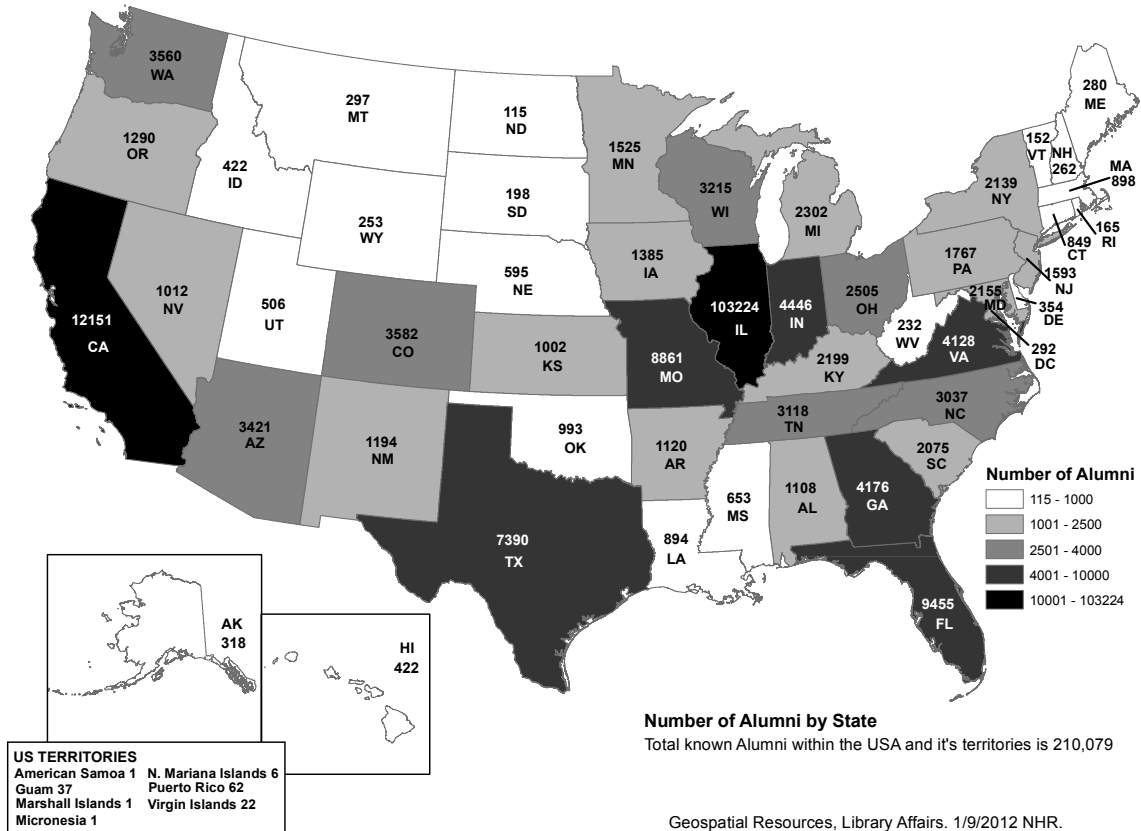 3560
WA
297
MT
115
ND
1290
OR
422
ID
253
WY
198
SD
1525
MN
3215
WI
2302
MI
280
ME
152
VT
NH
262
MA
898
2139
NY
165
RI
849
CT
1767
PA
1593
NJ
12151
CA
1012
NV
506
UT
3582
CO
595
NE
1385
IA
103224
IL
4446
IN
2505
OH
232
WV
2155
MD
354
DE
292
DC
4128
VA
1002
KS
8861
MO
2199
KY
3421
AZ
1194
NM
993
OK
1120
AR
3118
TN
3037
NC
2075
SC
7390
TX
894
LA
653
MS
1108
AL
4176
GA
9455
FL
Number of Alumni
115 - 1000
1001 - 2500
2501 - 4000
4001 - 10000
10001 - 103224
AK
318
HI
422
US TERRITORIES
American Samoa 1 N. Mariana Islands 6
Guam 37 Puerto Rico 62
Marshall Islands 1 Virgin Islands 22
Micronesia 1
Number of Alumni by State
Total known Alumni within the USA and it's territories is 210,079
Geospatial Resources, Library Affairs. 1/9/2012 NHR.